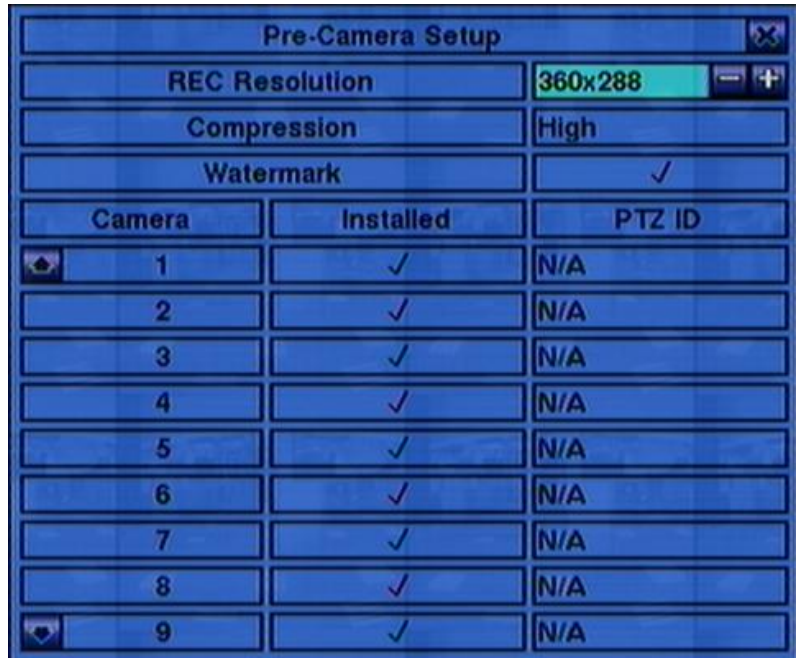 Pre-Camera Setup
REC Resolution 360x288
Compression High
Watermark ✓
Camera Installed PTZ ID
1 ✓ N/A
2 ✓ N/A
3 ✓ N/A
4 ✓ N/A
5 ✓ N/A
6 ✓ N/A
7 ✓ N/A
8 ✓ N/A
9 ✓ N/A